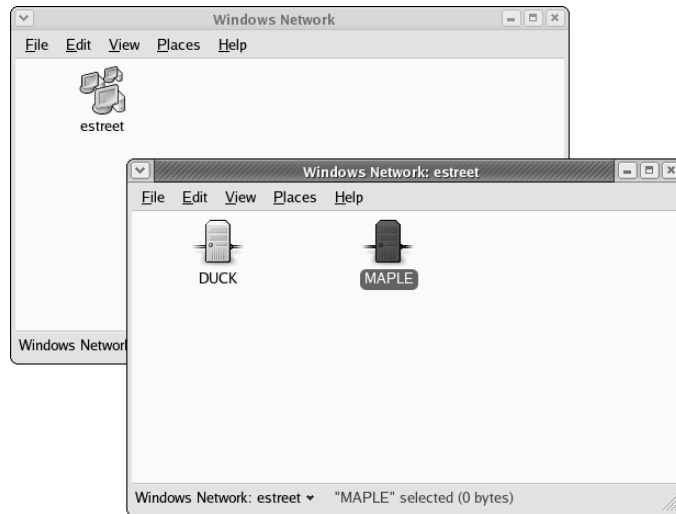 Windows Network
File Edit View Places Help
estreet
Windows Networ
Windows Network: estreet
File Edit View Places Help
DUCK MAPLE
Windows Network: estreet "MAPLE" selected (0 bytes)